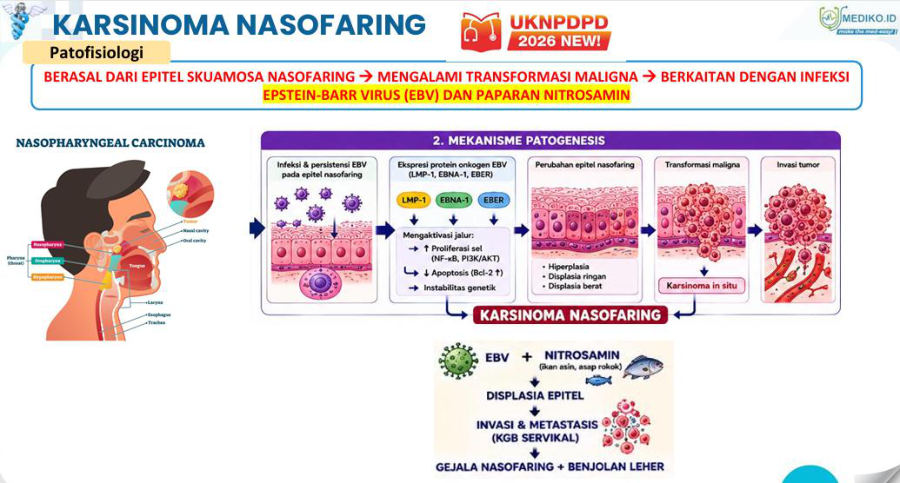 KARSINOMA NASOFARING
UKNPDPD
2026 NEW!
MEDIKO.ID
make the med-easy!
Patofisiologi
BERASAL DARI EPITEL SKUAMOSA NASOFARING → MENGALAMI TRANSFORMASI MALIGNA → BERKAITAN DENGAN INFEKSI
EPSTEIN-BARR VIRUS (EBV) DAN PAPARAN NITROSAMIN
NASOPHARYNGEAL CARCINOMA
Tumor
Nasal cavity
Oral cavity
Nasopharynx
Pharynx
(throat)
Oropharynx
Hypopharynx
Tongue
Larynx
Esophagus
Trachea
2. MEKANISME PATOGENESIS
Infeksi & persistensi EBV
pada epitel nasofaring
Ekspresi protein onkogen EBV
(LMP-1, EBNA-1, EBER)
LMP-1
EBNA-1
EBER
Mengaktivasi jalur:
→ ↑ Proliferasi sel
(NF-κB, PI3K/AKT)
→ ↓ Apoptosis (Bcl-2 ↑)
→ Instabilitas genetik
Perubahan epitel nasofaring
• Hiperplasia
• Displasia ringan
• Displasia berat
Transformasi maligna
Karsinoma in situ
Invasi tumor
KARSINOMA NASOFARING
EBV + NITROSAMIN
(ikan asin, asap rokok)
DISPLASIA EPITEL
INVASI & METASTASIS
(KGB SERVIKAL)
GEJALA NASOFARING + BENJOLAN LEHER